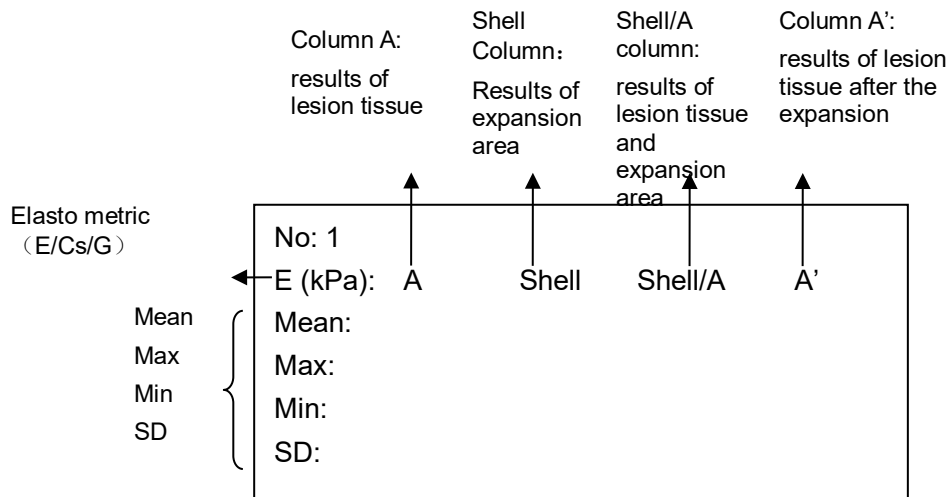 Column A:
results of
lesion tissue
Shell
Column：
Results of
expansion
area
Shell/A
column:
results of
lesion tissue
and
expansion
area
Column A’:
results of lesion
tissue after the
expansion
Elasto metric
（E/Cs/G）
No: 1
E (kPa): A Shell Shell/A A’
Mean:
Max:
Min:
SD:
Mean
Max
Min
SD